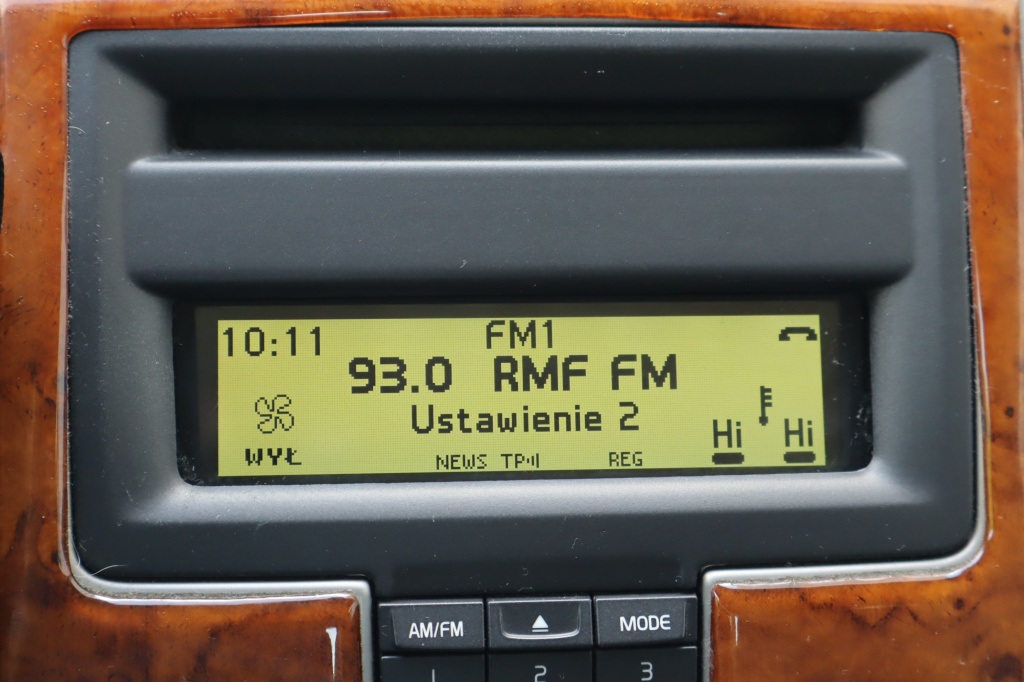 10:11 FM1
93.0 RMF FM
Ustawienie 2
Hi Hi
WYŁ NEWS TP REG
AM/FM MODE
1 2 3